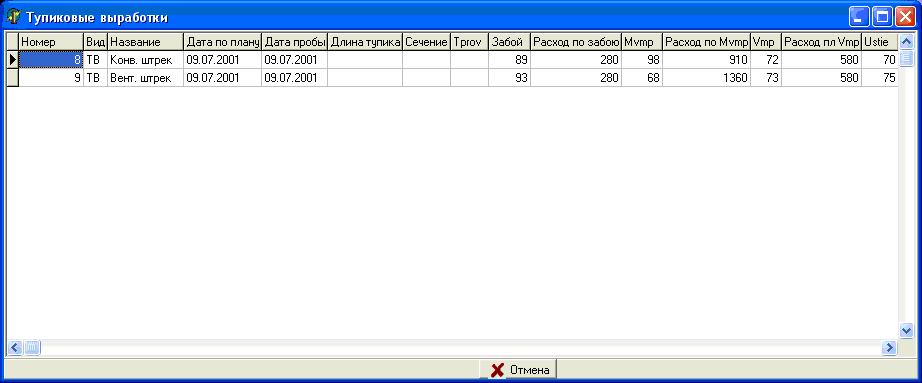 Тупиковые выработки
Номер Вид Название Дата по плану Дата пробы Длина тупика Сечение Tprov Забой Расход по забою Mvmp Расход по Mvmp Vmp Расход пл Vmp Ustie
8 ТВ Конв. штрек 09.07.2001 09.07.2001 89 280 98 910 72 580 70
9 ТВ Вент. штрек 09.07.2001 09.07.2001 93 280 68 1360 73 580 75
Отмена